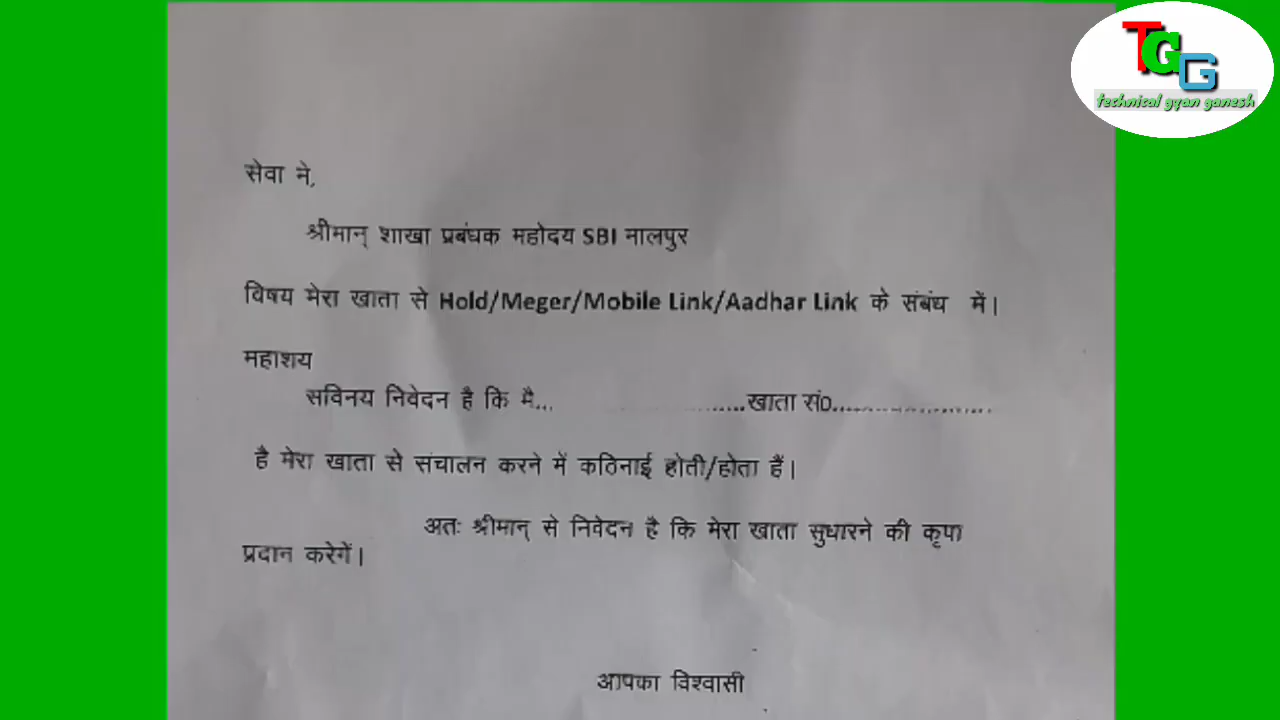 TGG
technical gyan ganesh
सेवा ने,
श्रीमान् शाखा प्रबंधक महोदय SBI मालपुर
विषय मेरा खाता से Hold/Meger/Mobile Link/Aadhar Link के संबंध में।
महाशय
सविनय निवेदन है कि मै... .......खाता सं0........................
है मेरा खाता से संचालन करने में कठिनाई होती/होता हैं।
अतः श्रीमान् से निवेदन है कि मेरा खाता सुधारने की कृपा
प्रदान करेगें।
आपका विश्वासी